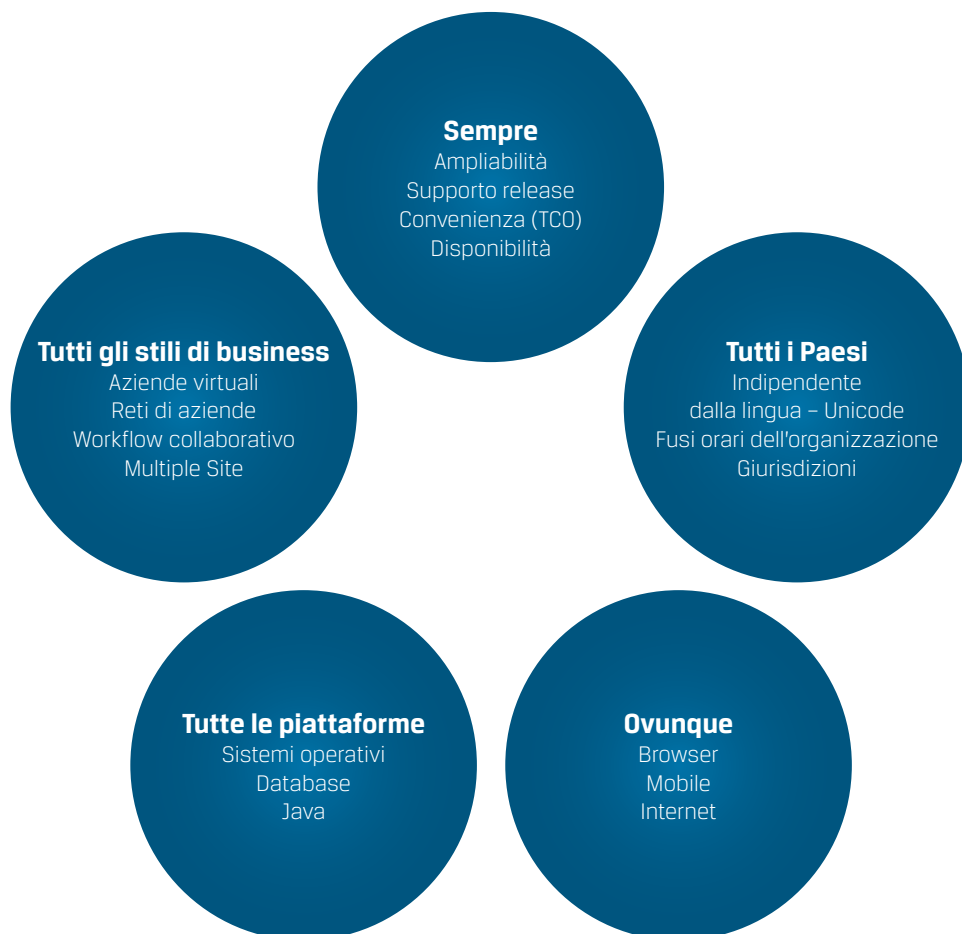 Sempre
Ampliabilità
Supporto release
Convenienza (TCO)
Disponibilità
Tutti gli stili di business
Aziende virtuali
Reti di aziende
Workflow collaborativo
Multiple Site
Tutti i Paesi
Indipendente
dalla lingua – Unicode
Fusi orari dell'organizzazione
Giurisdizioni
Tutte le piattaforme
Sistemi operativi
Database
Java
Ovunque
Browser
Mobile
Internet